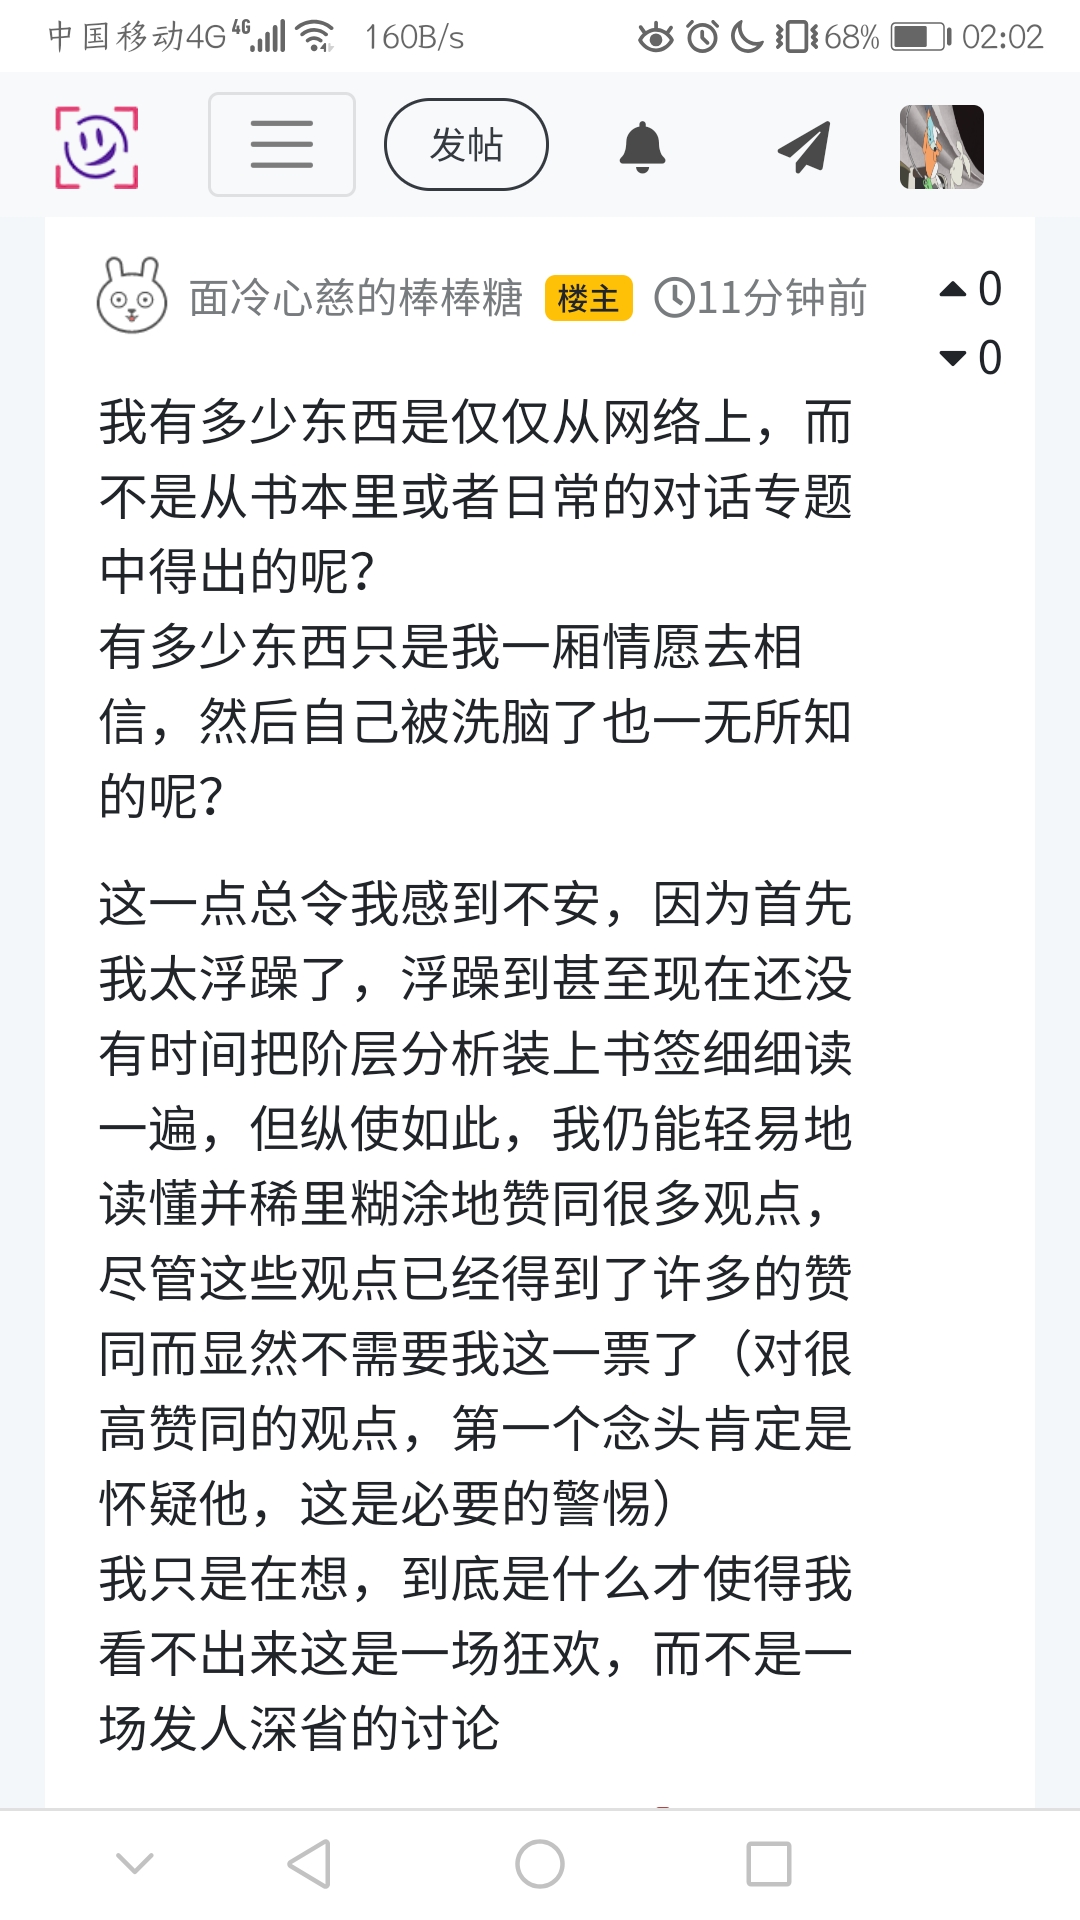 中国移动4G 4G 160B/s 68% 02:02
发帖
面冷心慈的棒棒糖 楼主 11分钟前 0
0
我有多少东西是仅仅从网络上，而
不是从书本里或者日常的对话专题
中得出的呢？
有多少东西只是我一厢情愿去相
信，然后自己被洗脑了也一无所知
的呢？
这一点总令我感到不安，因为首先
我太浮躁了，浮躁到甚至现在还没
有时间把阶层分析装上书签细细读
一遍，但纵使如此，我仍能轻易地
读懂并稀里糊涂地赞同很多观点，
尽管这些观点已经得到了许多的赞
同而显然不需要我这一票了（对很
高赞同的观点，第一个念头肯定是
怀疑他，这是必要的警惕）
我只是在想，到底是什么才使得我
看不出来这是一场狂欢，而不是一
场发人深省的讨论